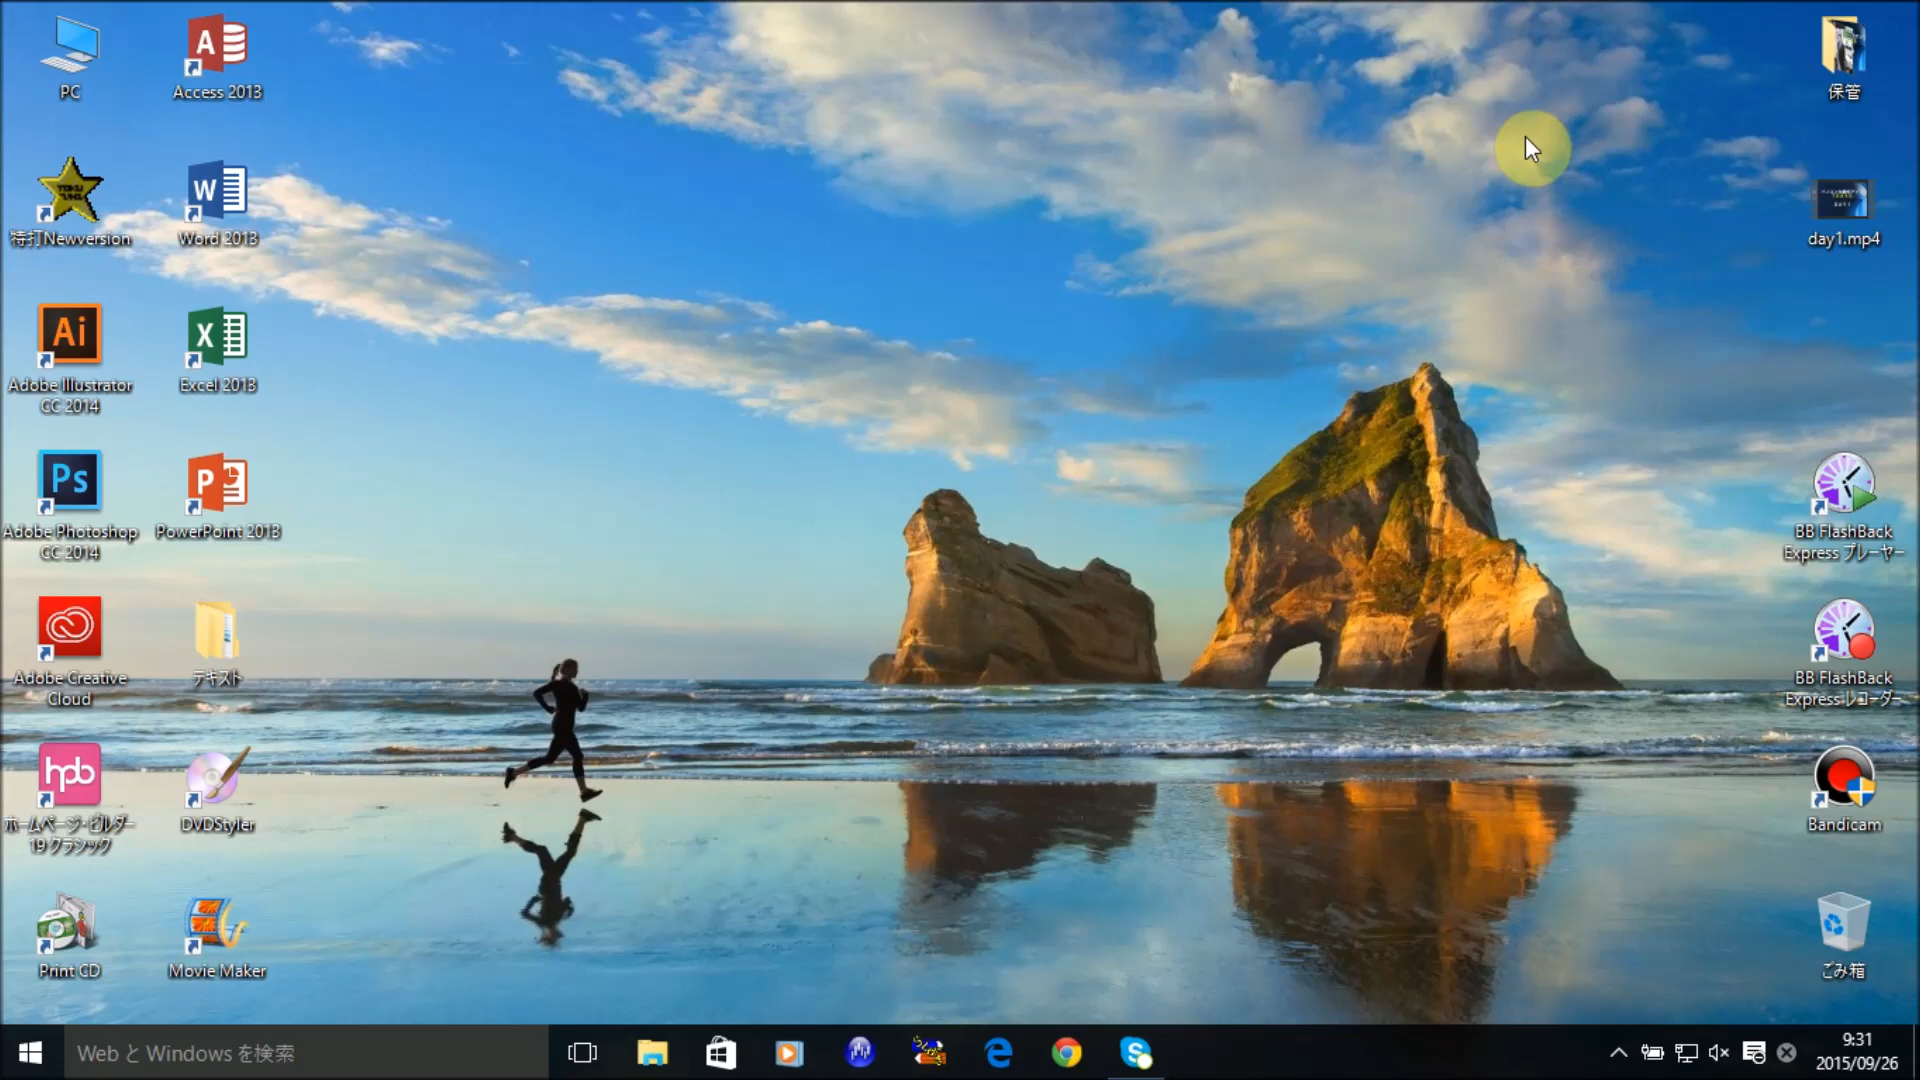 PC
Access 2013
特打Newversion
Word 2013
Ai
Adobe Illustrator
CC 2014
Excel 2013
Ps
Adobe Photoshop
CC 2014
PowerPoint 2013
Adobe Creative
Cloud
テキスト
hpb
ホームページ・ビルダー
19 クラシック
DVDStyler
Print CD
Movie Maker
保管
day1.mp4
BB FlashBack
Express プレーヤー
BB FlashBack
Express レコーダー
Bandicam
ごみ箱
Web と Windows を検索
9:31
2015/09/26